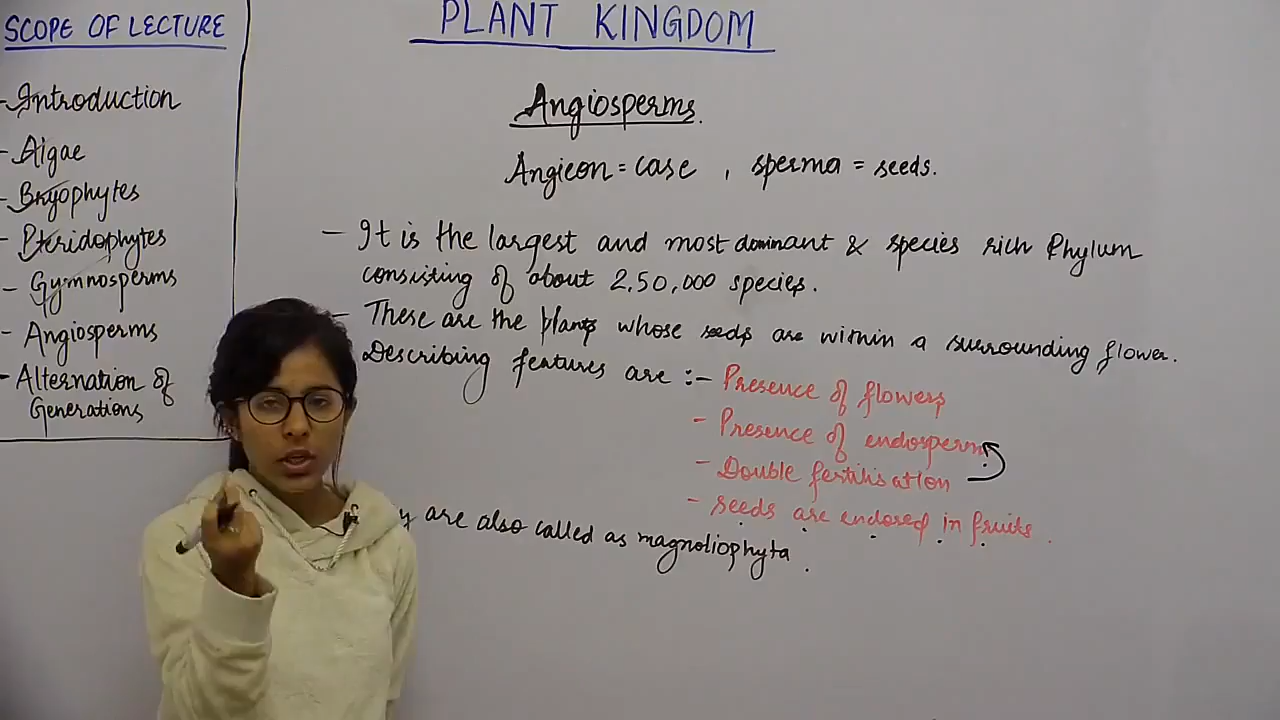 SCOPE OF LECTURE
- Introduction
- Algae
- Bryophytes
- Pteridophytes
- Gymnosperms
- Angiosperms
- Alternation of
Generations
PLANT KINGDOM
Angiosperms.
Angieon = case , sperma = seeds.
- It is the largest and most dominant & species rich Phylum
consisting of about 2,50,000 species.
- These are the plants whose seeds are within a surrounding flower.
Describing features are :- Presence of flowers
- Presence of endosperm.
- Double fertilisation
- seeds are enclosed in fruits.
y are also called as magnoliophyta.